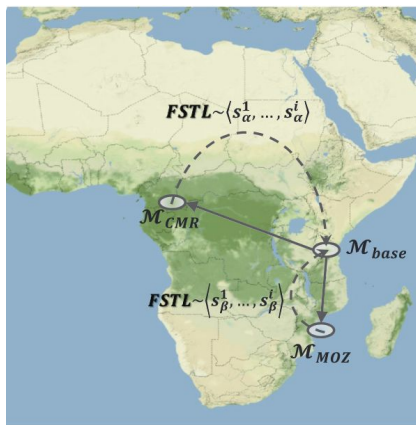 FSTL~⟨s_α^1, ..., s_α^i⟩
ℳ_CMR
ℳ_base
FSTL~⟨s_β^1, ..., s_β^i⟩
ℳ_MOZ